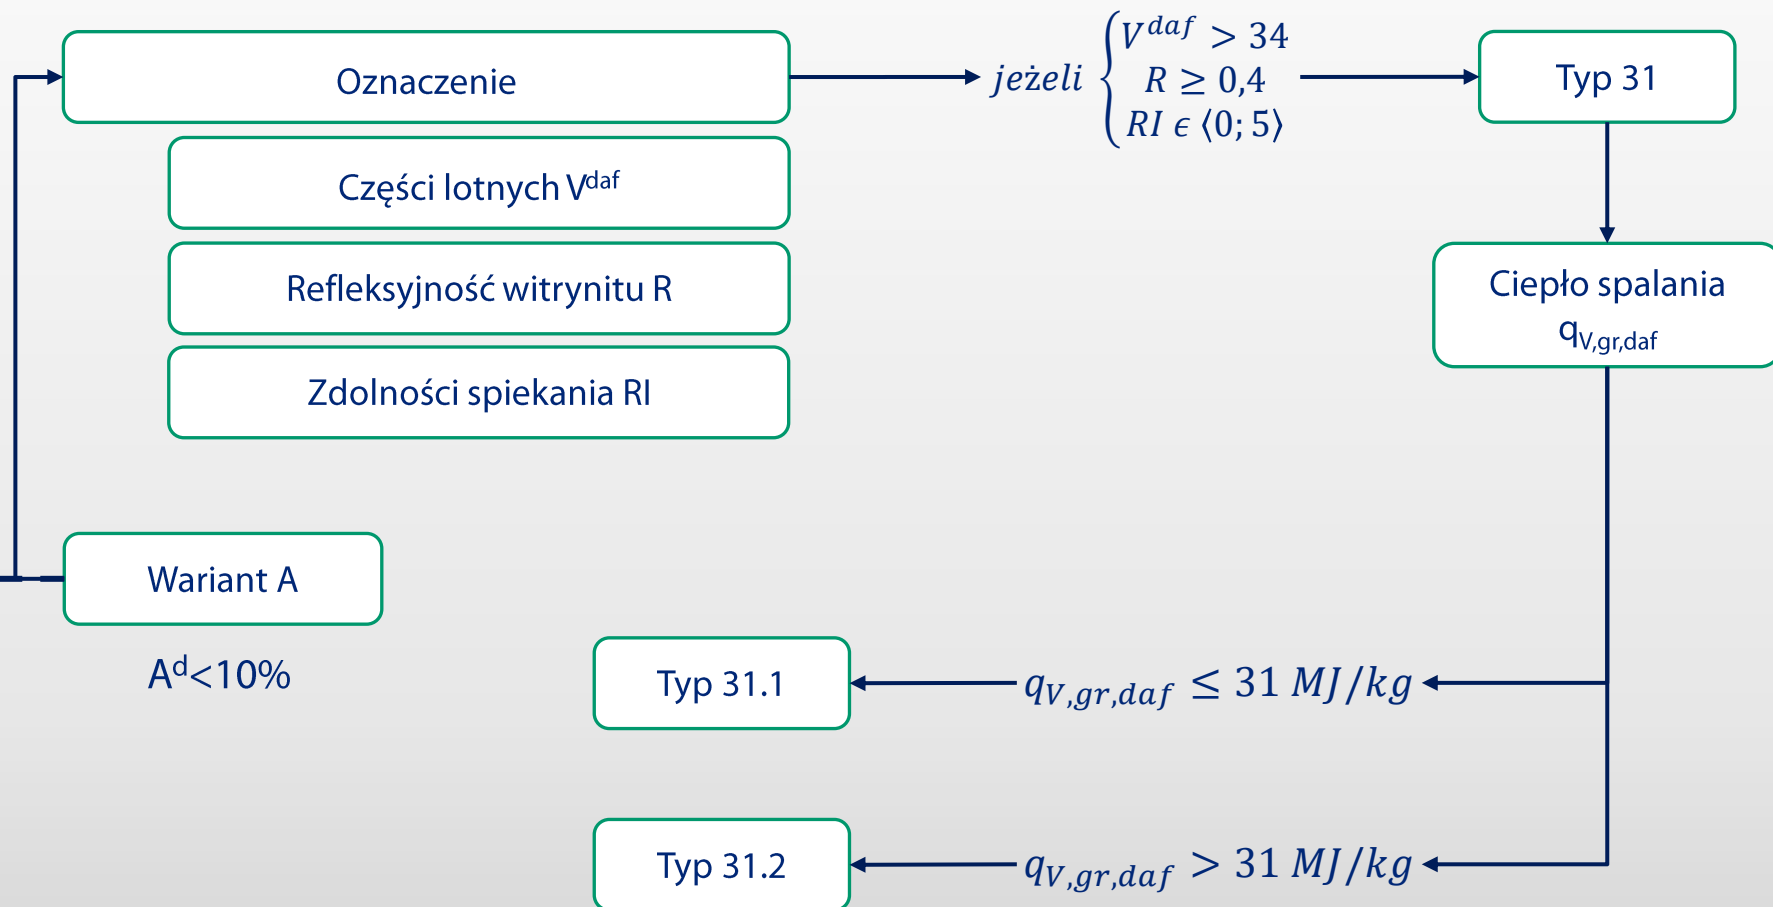 Oznaczenie
Części lotnych V^daf
Refleksyjność witrynitu R
Zdolności spiekania RI
jeżeli { V^daf > 34
R ≥ 0,4
RI ϵ ⟨0; 5⟩
Typ 31
Ciepło spalania
q_V,gr,daf
Wariant A
A^d<10%
Typ 31.1
q_V,gr,daf ≤ 31 MJ/kg
Typ 31.2
q_V,gr,daf > 31 MJ/kg